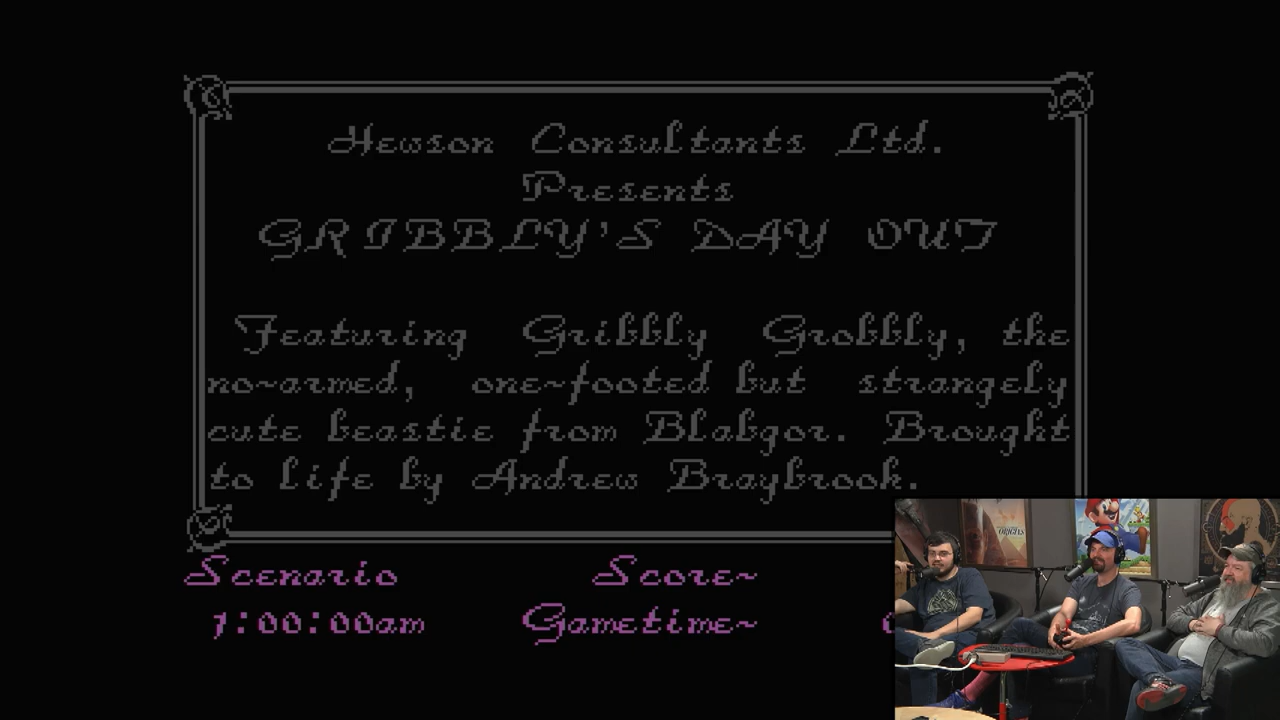 Hewson Consultants Ltd.
Presents
GRIBBLY'S DAY OUT
Featuring Gribbly Grobbly, the
no~armed, one~footed but strangely
cute beastie from Blabgor. Brought
to life by Andrew Braybrook.
Scenario Score~
1:00:00am Gametime~
ORIGINS